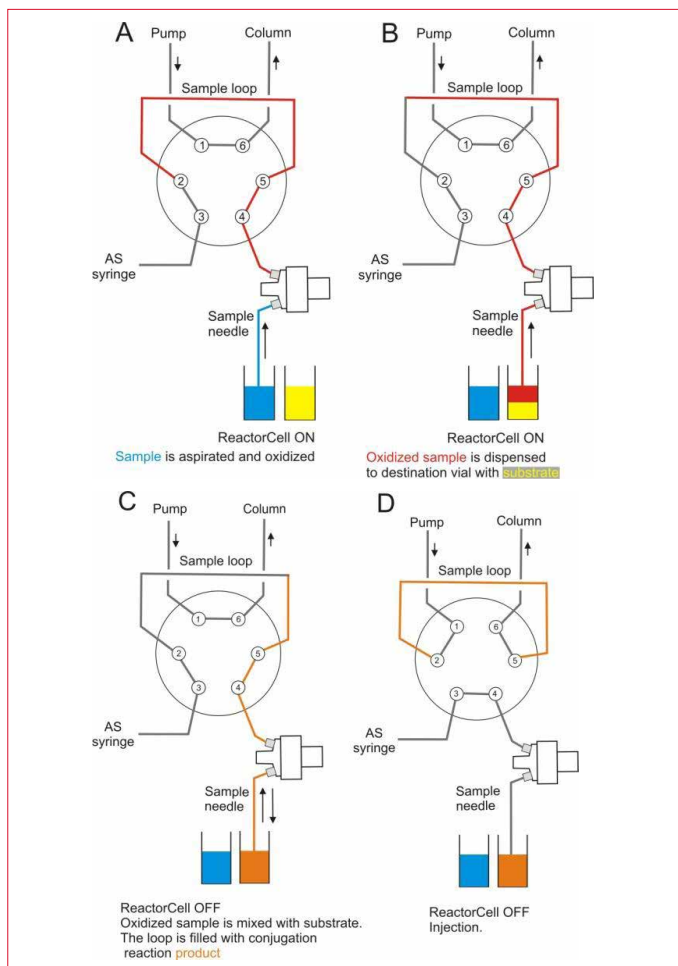 A
Pump
Column
Sample loop
1
6
2
5
3
4
AS
syringe
Sample
needle
ReactorCell ON
Sample is aspirated and oxidized
B
Pump
Column
Sample loop
1
6
2
5
3
4
AS
syringe
Sample
needle
ReactorCell ON
Oxidized sample is dispensed
to destination vial with substrate
C
Pump
Column
Sample loop
1
6
2
5
3
4
AS
syringe
Sample
needle
ReactorCell OFF
Oxidized sample is mixed with substrate.
The loop is filled with conjugation
reaction product
D
Pump
Column
Sample loop
1
6
2
5
3
4
AS
syringe
Sample
needle
ReactorCell OFF
Injection.